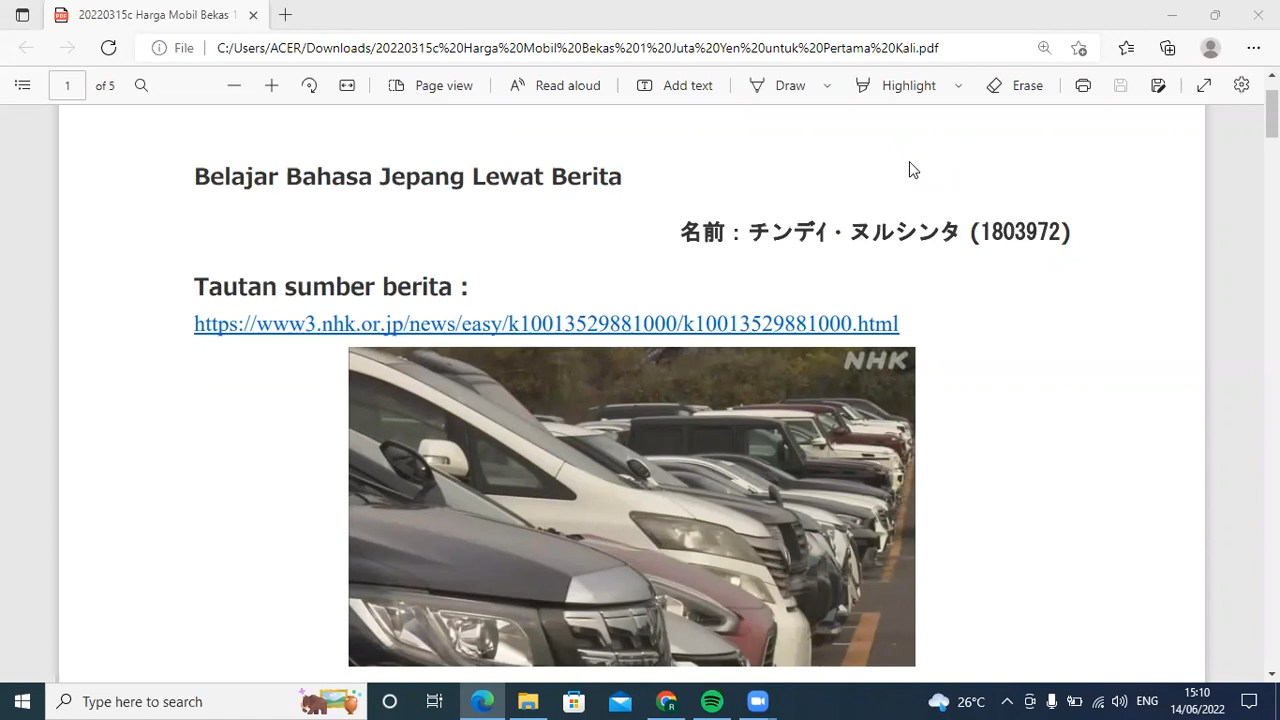 20220315c Harga Mobil Bekas 1
File
C:/Users/ACER/Downloads/20220315c%20Harga%20Mobil%20Bekas%201%20Juta%20Yen%20untuk%20Pertama%20Kali.pdf
1 of 5
Page view
Read aloud
Add text
Draw
Highlight
Erase
Belajar Bahasa Jepang Lewat Berita
名前：チンディ・ヌルシンタ (1803972)
Tautan sumber berita :
https://www3.nhk.or.jp/news/easy/k10013529881000/k10013529881000.html
NHK
Type here to search
26°C
ENG
15:10
14/06/2022